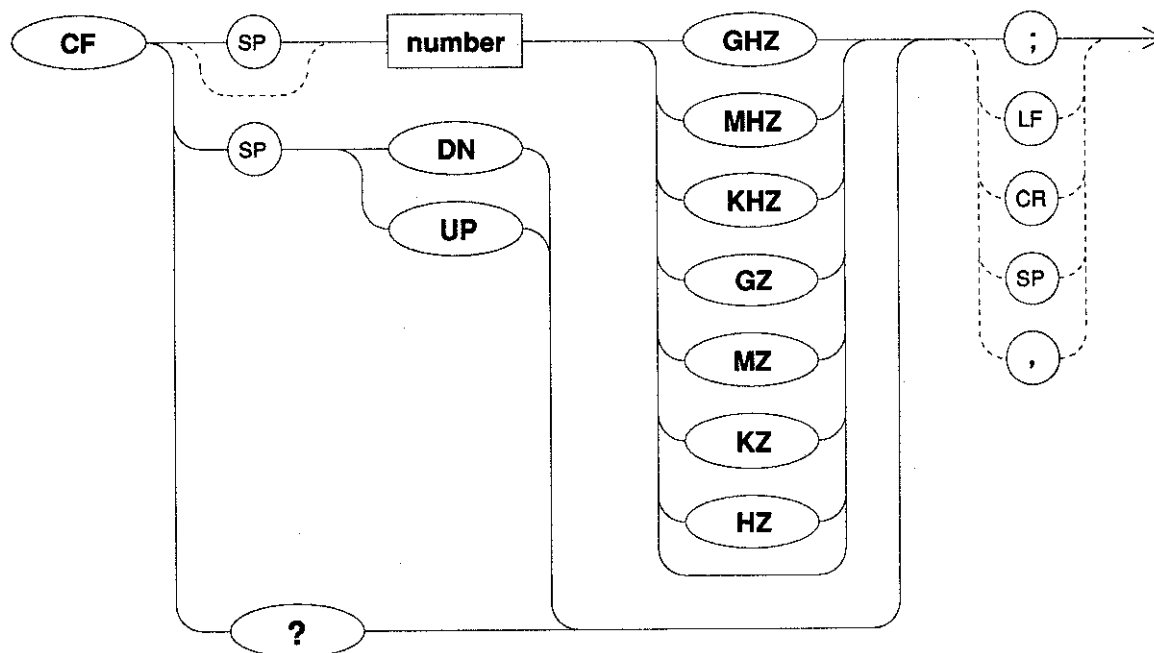 CF SP number GHZ ;
MHZ LF
SP DN
KHZ CR
UP
GZ SP
MZ ,
KZ
HZ
?